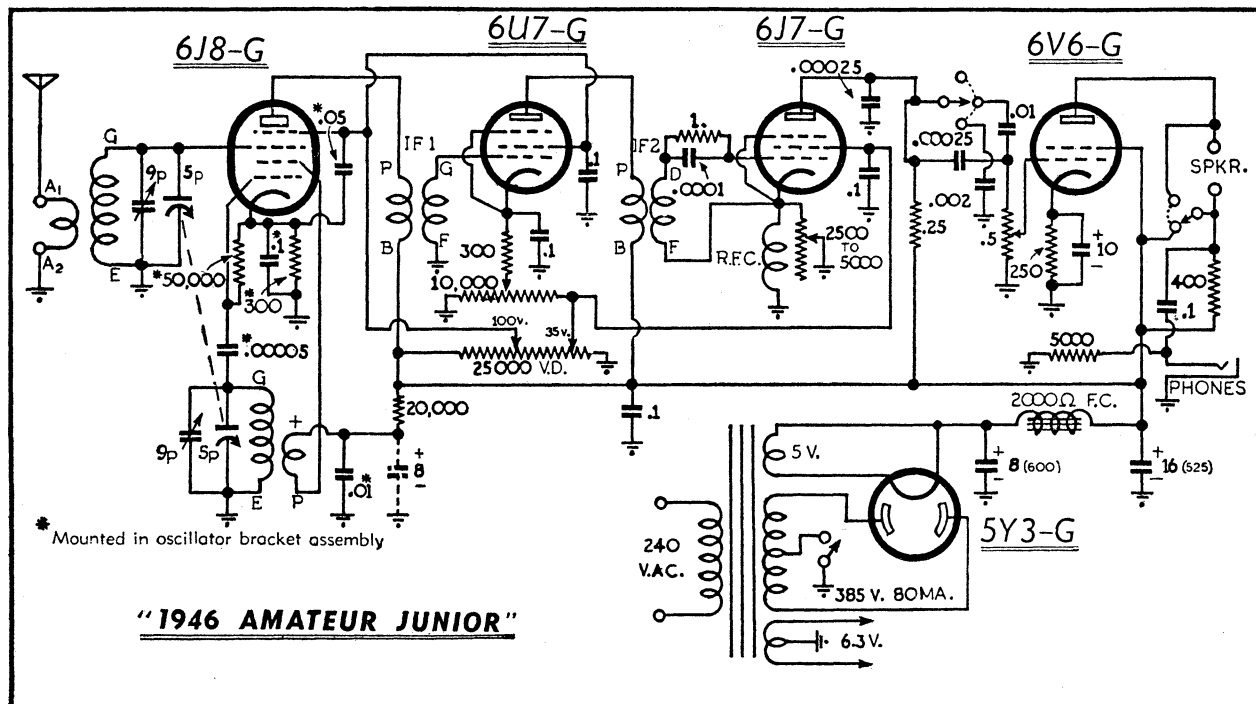 6J8-G
6U7-G
6J7-G
6V6-G
.00025
*.05
IF1
P
G
B
F
.1
1.
IF2
P
D
.0001
B
F
.1
.00025
.01
.002
.25
.5
SPKR.
+
10
-
250
400
.1
5000
PHONES
A1
A2
G
9p
5p
E
*50,000
*.1
*300
*.00005
300
.1
10,000
100v.
35v.
25000 V.D.
R.F.C.
2500
TO
5000
G
9p
5p
E
+
P
20,000
.01*
+
8
-
.1
5 V.
2000Ω F.C.
+
8 (600)
-
+
16 (525)
-
5Y3-G
240
V.AC.
385 V. 80MA.
6.3 V.
* Mounted in oscillator bracket assembly
"1946 AMATEUR JUNIOR"